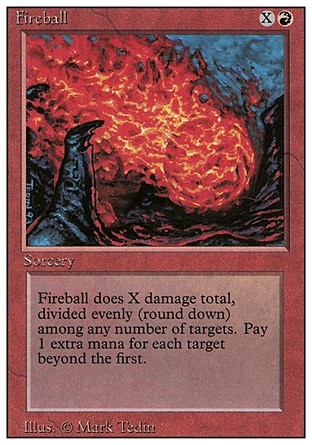 Fireball X
Sorcery
Fireball does X damage total,
divided evenly (round down)
among any number of targets. Pay
1 extra mana for each target
beyond the first.
Illus. © Mark Tedin